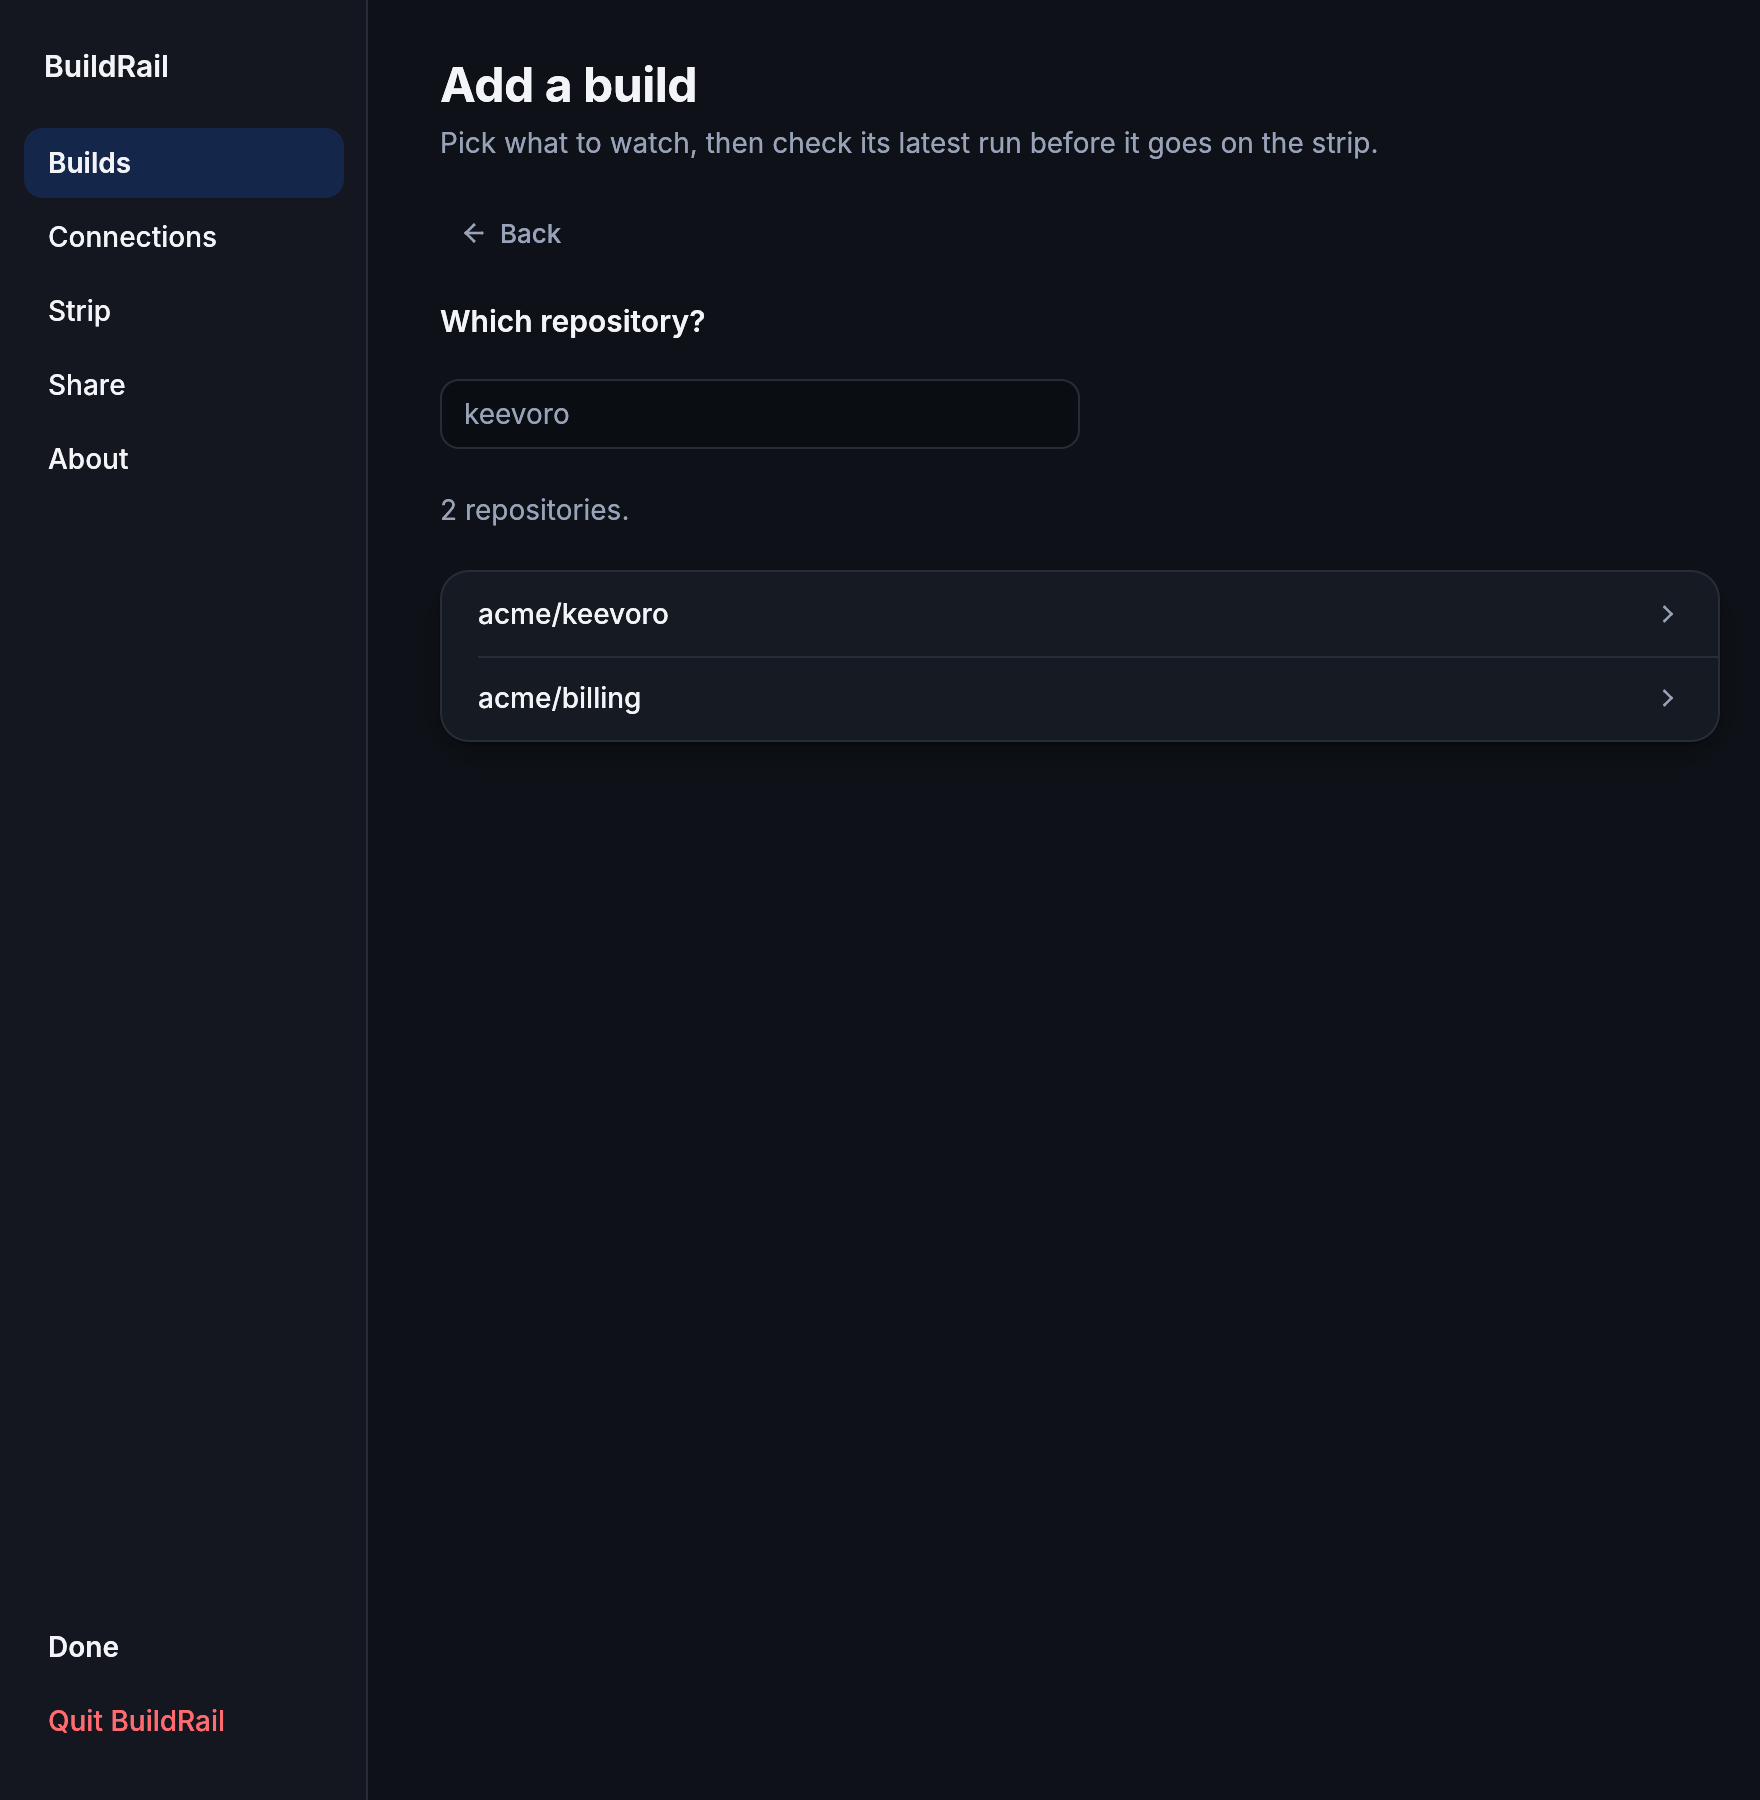 BuildRail
Builds
Connections
Strip
Share
About
Done
Quit BuildRail
Add a build
Pick what to watch, then check its latest run before it goes on the strip.
← Back
Which repository?
keevoro
2 repositories.
acme/keevoro
acme/billing